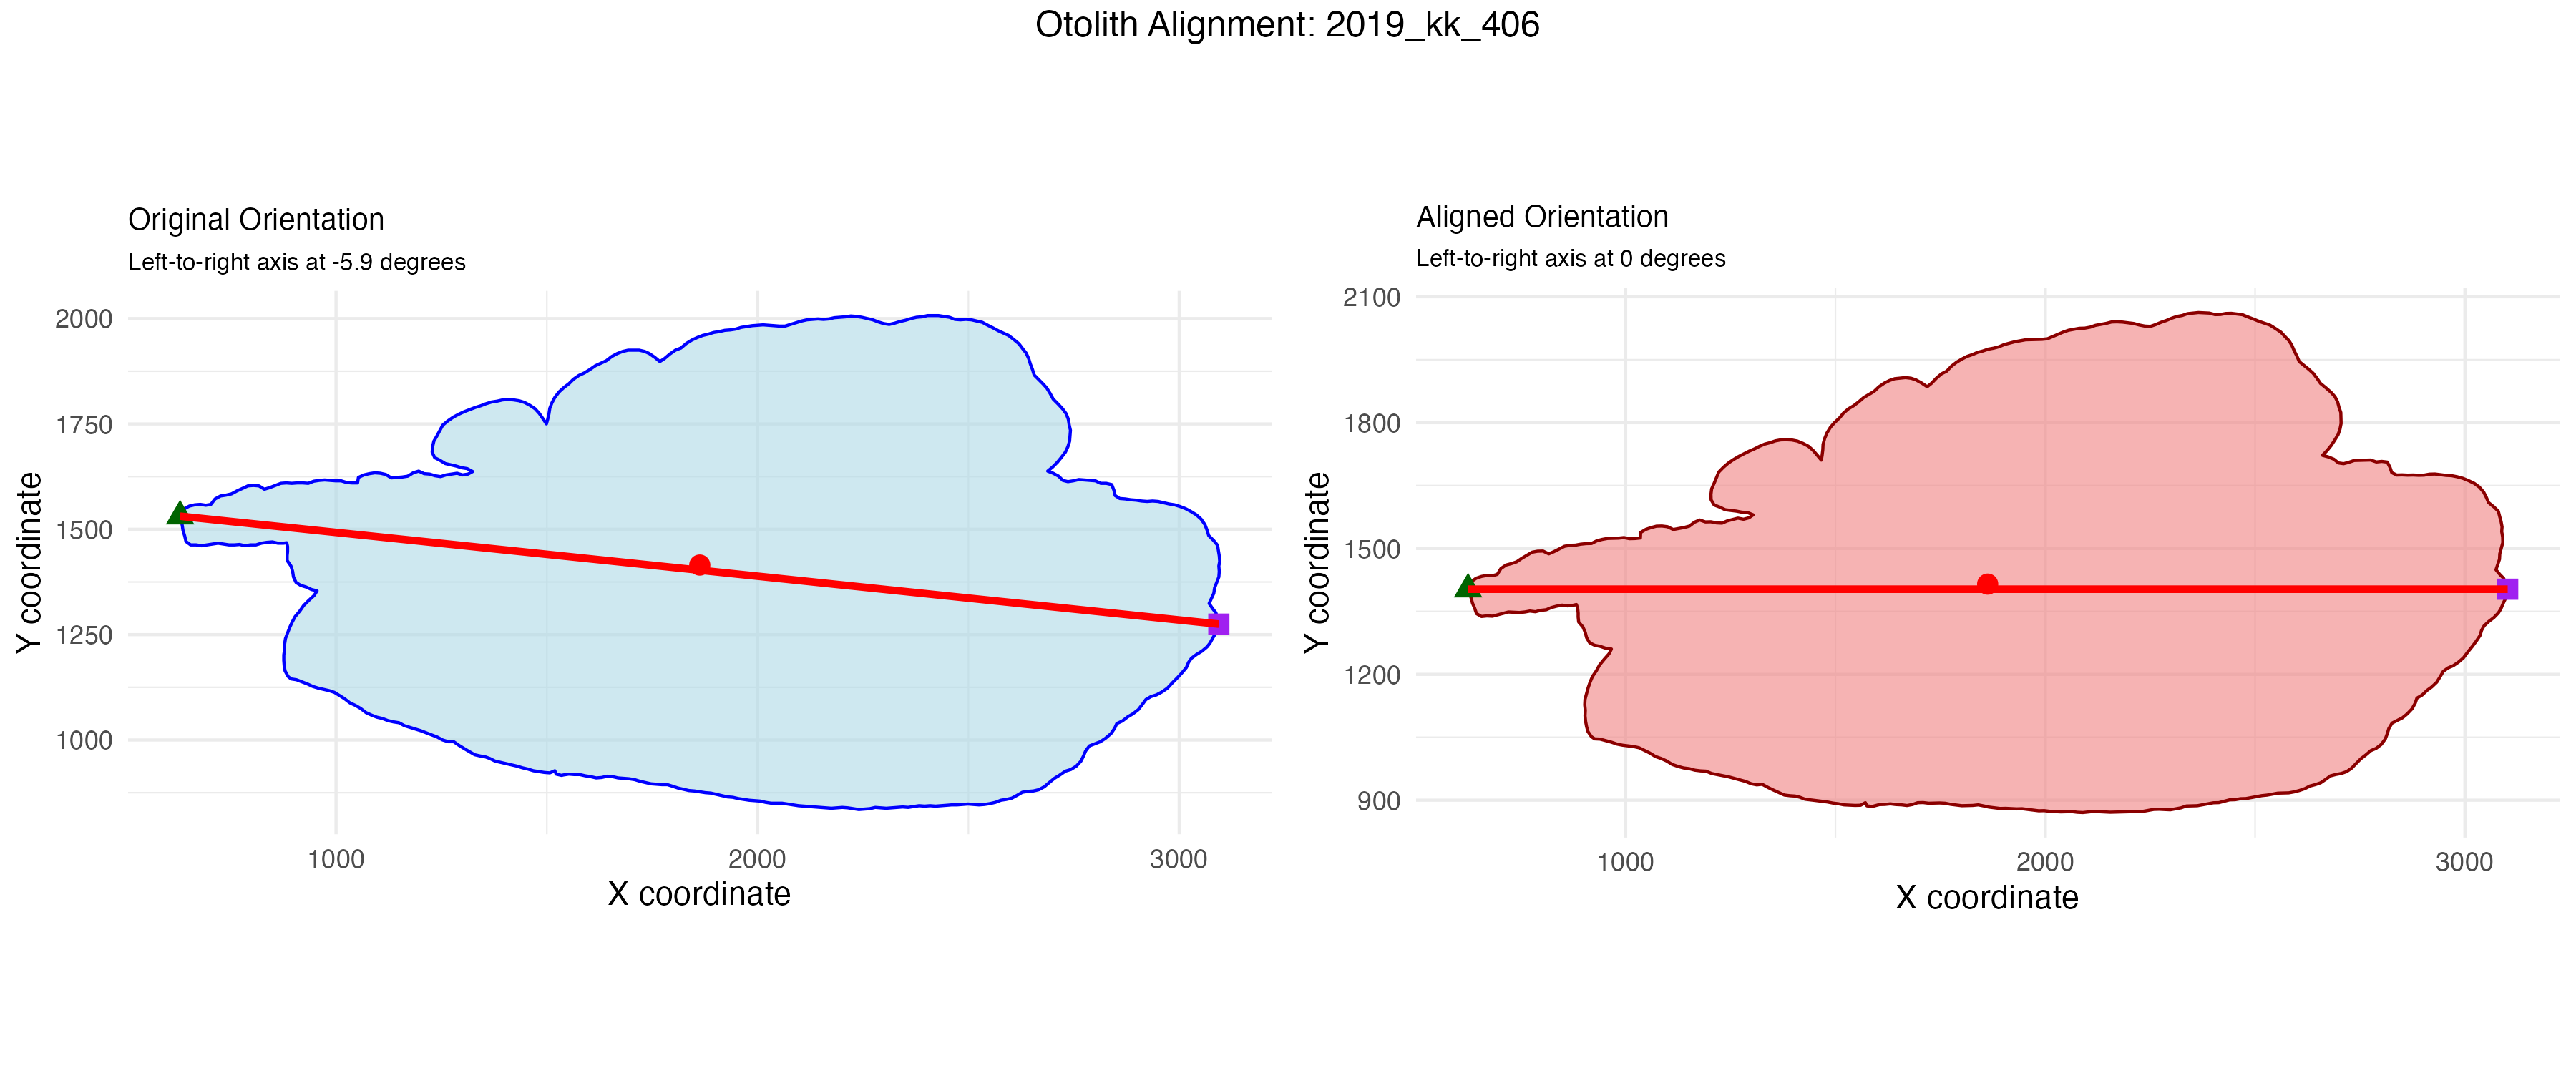 Otolith Alignment: 2019_kk_406
Original Orientation
Left-to-right axis at -5.9 degrees
2000
1750
1500
1250
1000
Y coordinate
1000
2000
3000
X coordinate
Aligned Orientation
Left-to-right axis at 0 degrees
2100
1800
1500
1200
900
Y coordinate
1000
2000
3000
X coordinate